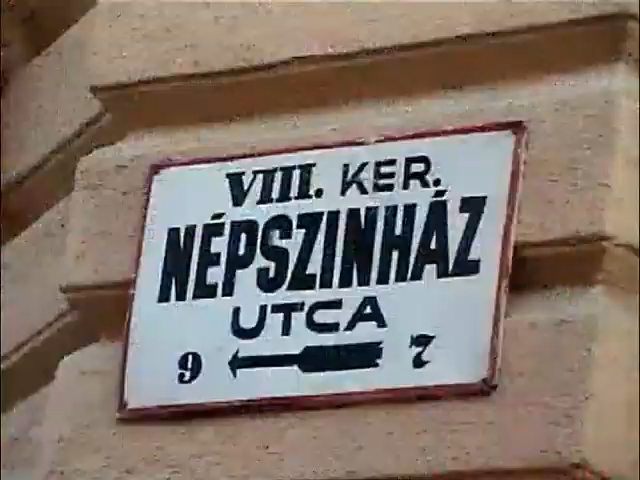 VIII. KER.
NÉPSZINHÁZ
UTCA
9 ← 7